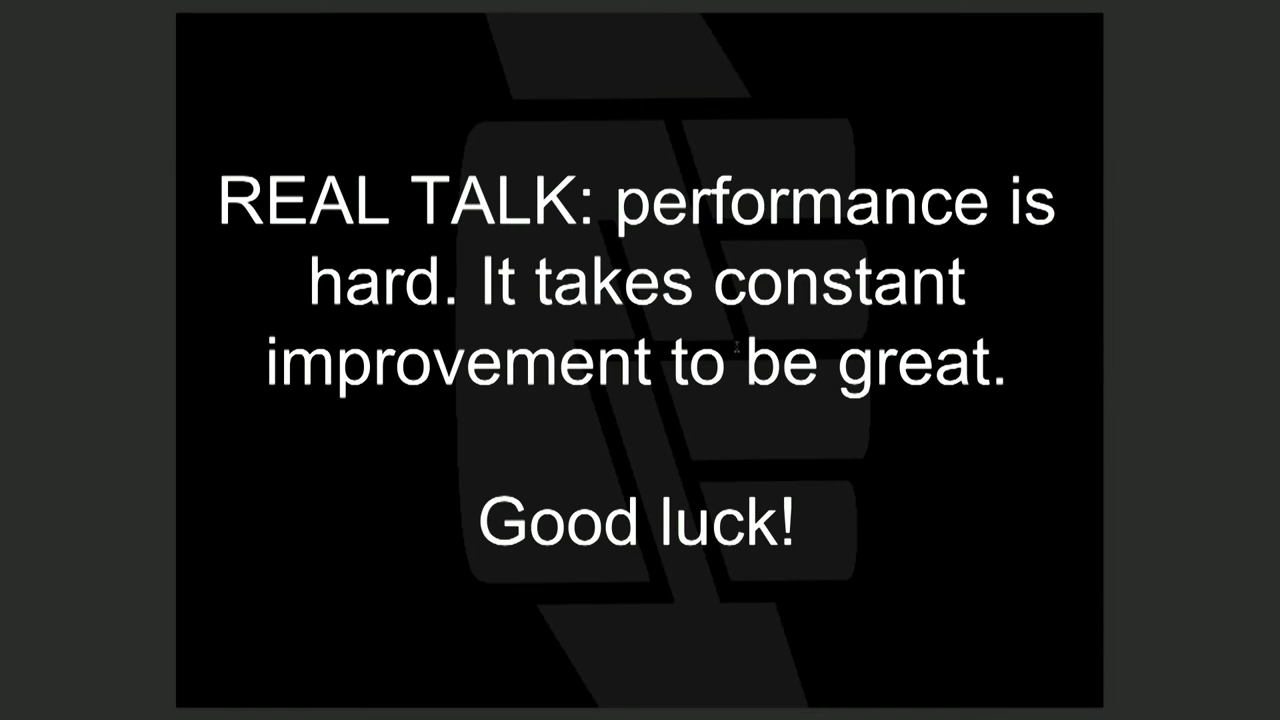 REAL TALK: performance is
hard. It takes constant
improvement to be great.
Good luck!